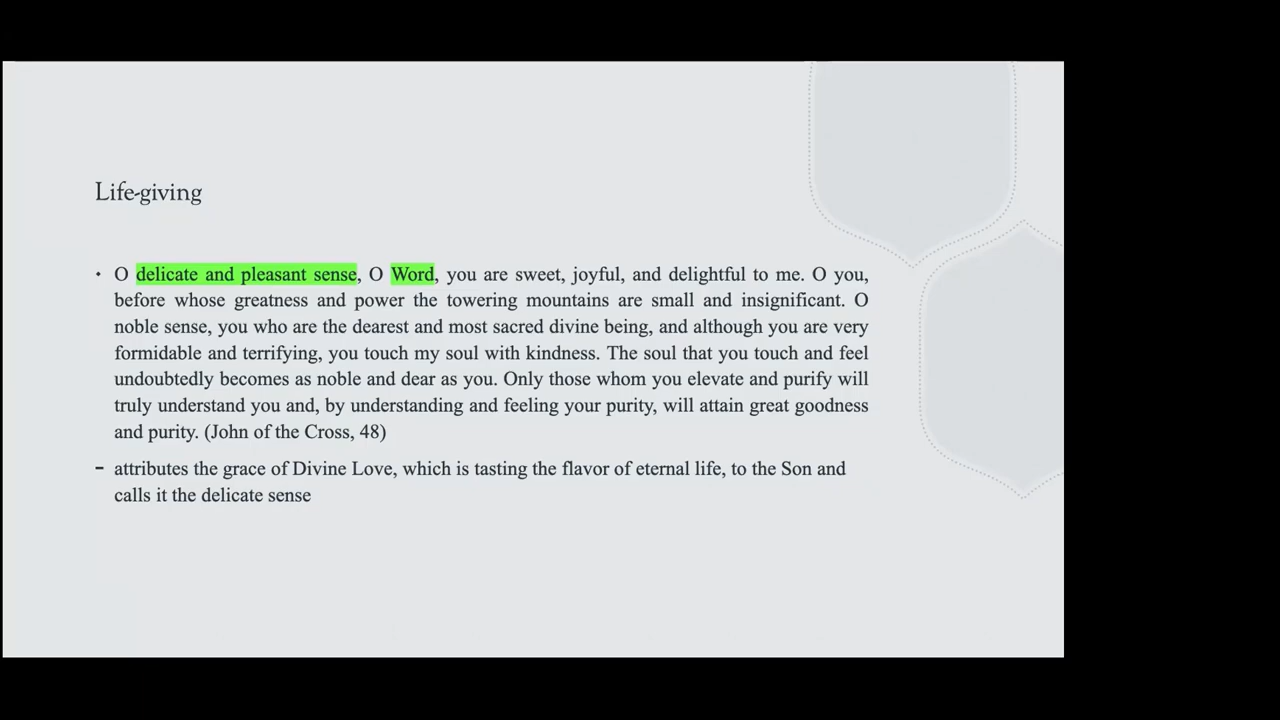 Life-giving
• O delicate and pleasant sense, O Word, you are sweet, joyful, and delightful to me. O you,
before whose greatness and power the towering mountains are small and insignificant. O
noble sense, you who are the dearest and most sacred divine being, and although you are very
formidable and terrifying, you touch my soul with kindness. The soul that you touch and feel
undoubtedly becomes as noble and dear as you. Only those whom you elevate and purify will
truly understand you and, by understanding and feeling your purity, will attain great goodness
and purity. (John of the Cross, 48)
- attributes the grace of Divine Love, which is tasting the flavor of eternal life, to the Son and
calls it the delicate sense